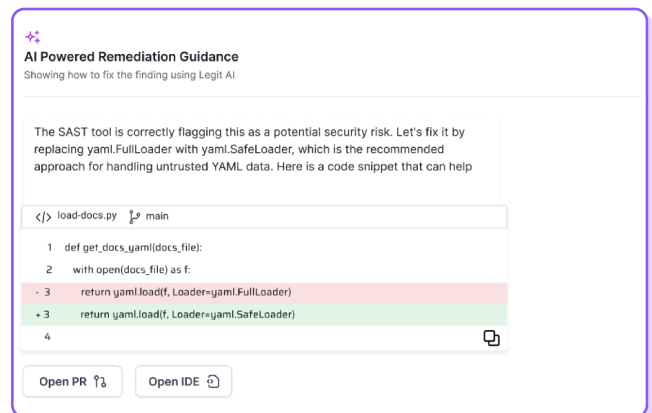 AI Powered Remediation Guidance
Showing how to fix the finding using Legit AI
The SAST tool is correctly flagging this as a potential security risk. Let's fix it by
replacing yaml.FullLoader with yaml.SafeLoader, which is the recommended
approach for handling untrusted YAML data. Here is a code snippet that can help
</> load-docs.py main
1 def get_docs_yaml(docs_file):
2 with open(docs_file) as f:
- 3 return yaml.load(f, Loader=yaml.FullLoader)
+ 3 return yaml.load(f, Loader=yaml.SafeLoader)
4
Open PR Open IDE